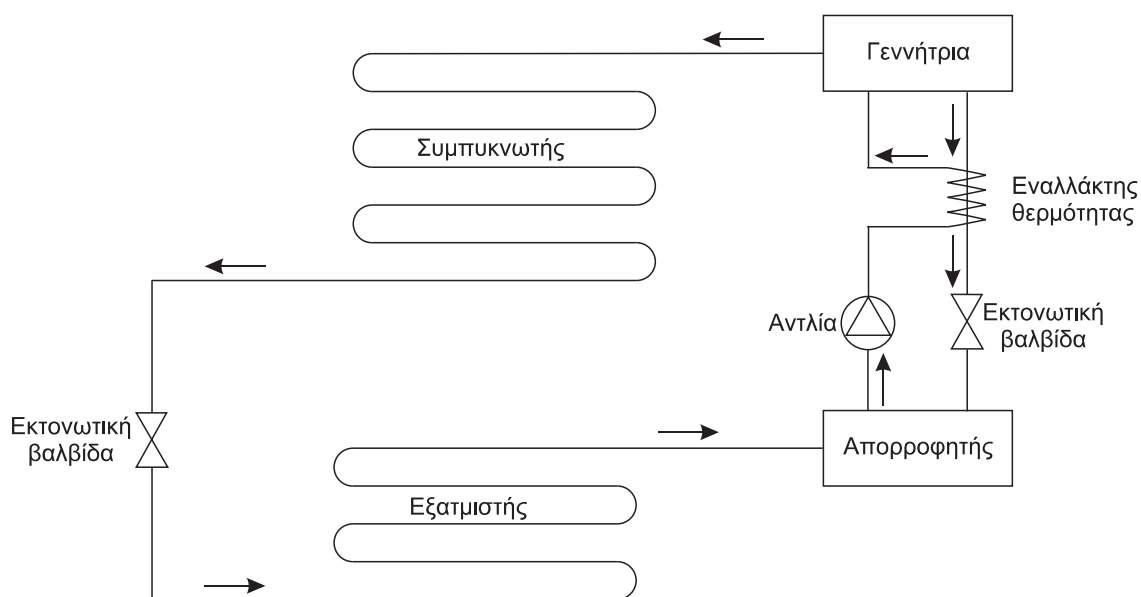 Γεννήτρια
Συμπυκνωτής
Εναλλάκτης
θερμότητας
Αντλία
Εκτονωτική
βαλβίδα
Εκτονωτική
βαλβίδα
Απορροφητής
Εξατμιστής